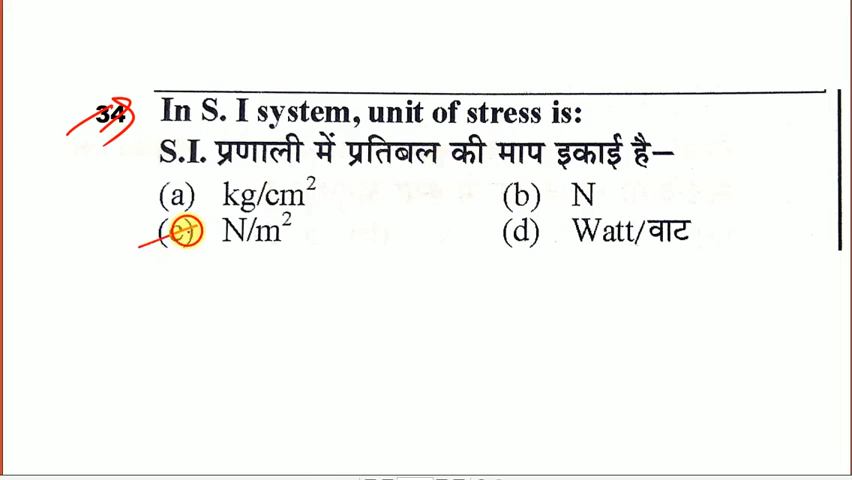 34 In S. I system, unit of stress is:
S.I. प्रणाली में प्रतिबल की माप इकाई है–
(a) kg/cm² (b) N
(c) N/m² (d) Watt/वाट